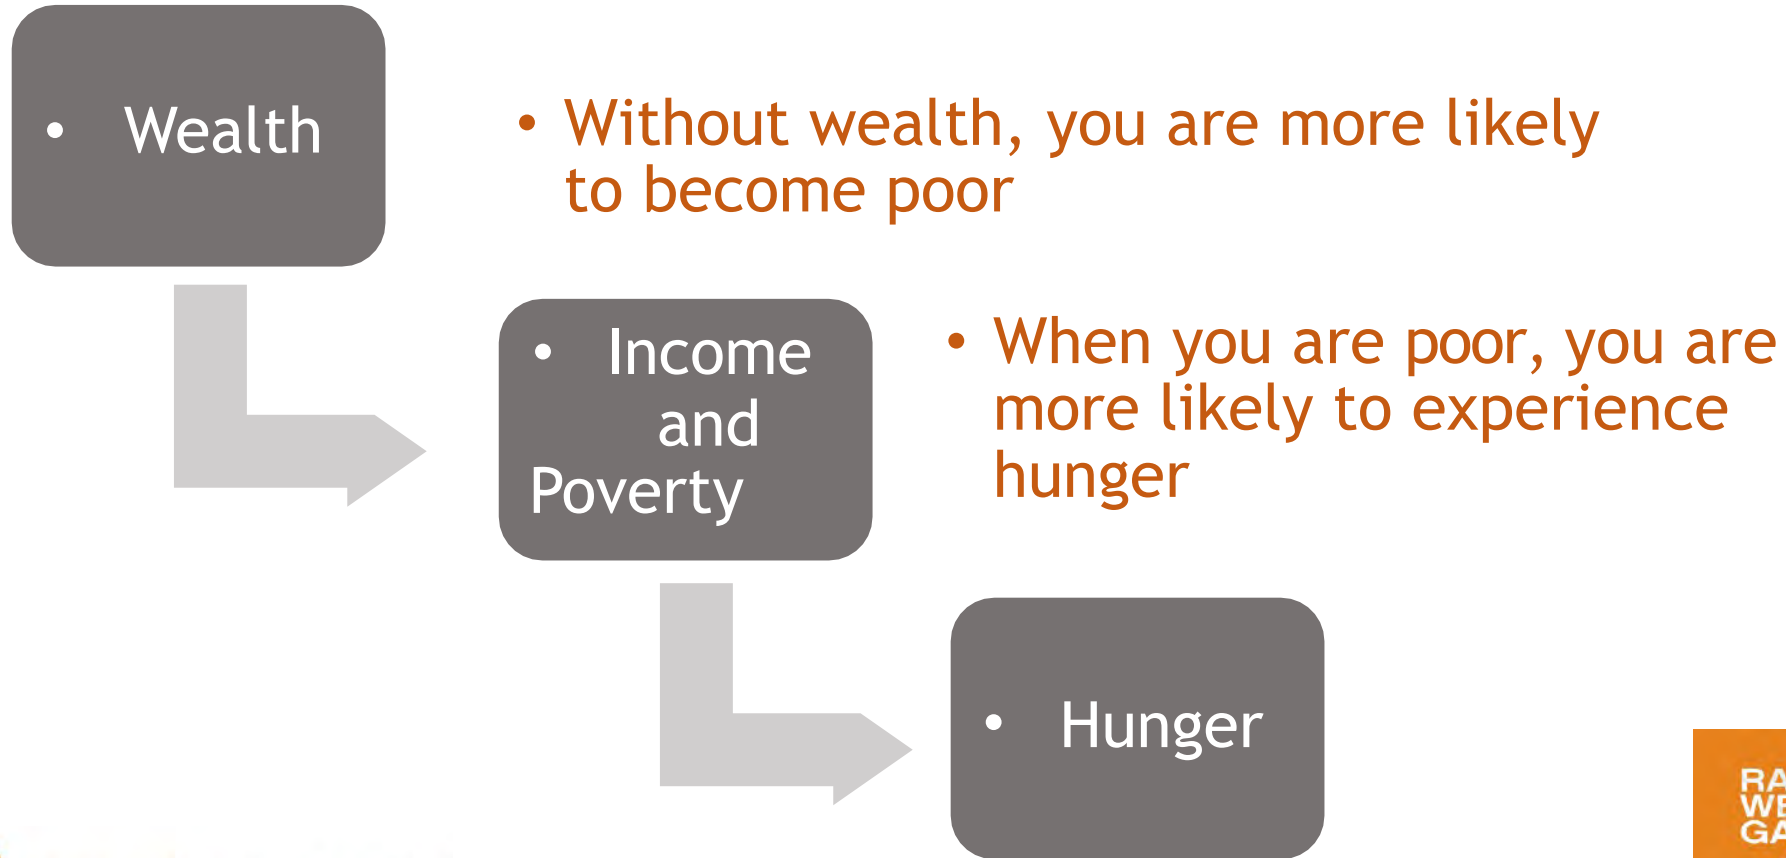 • Wealth
• Without wealth, you are more likely
to become poor
• Income
and
Poverty
• When you are poor, you are
more likely to experience
hunger
• Hunger